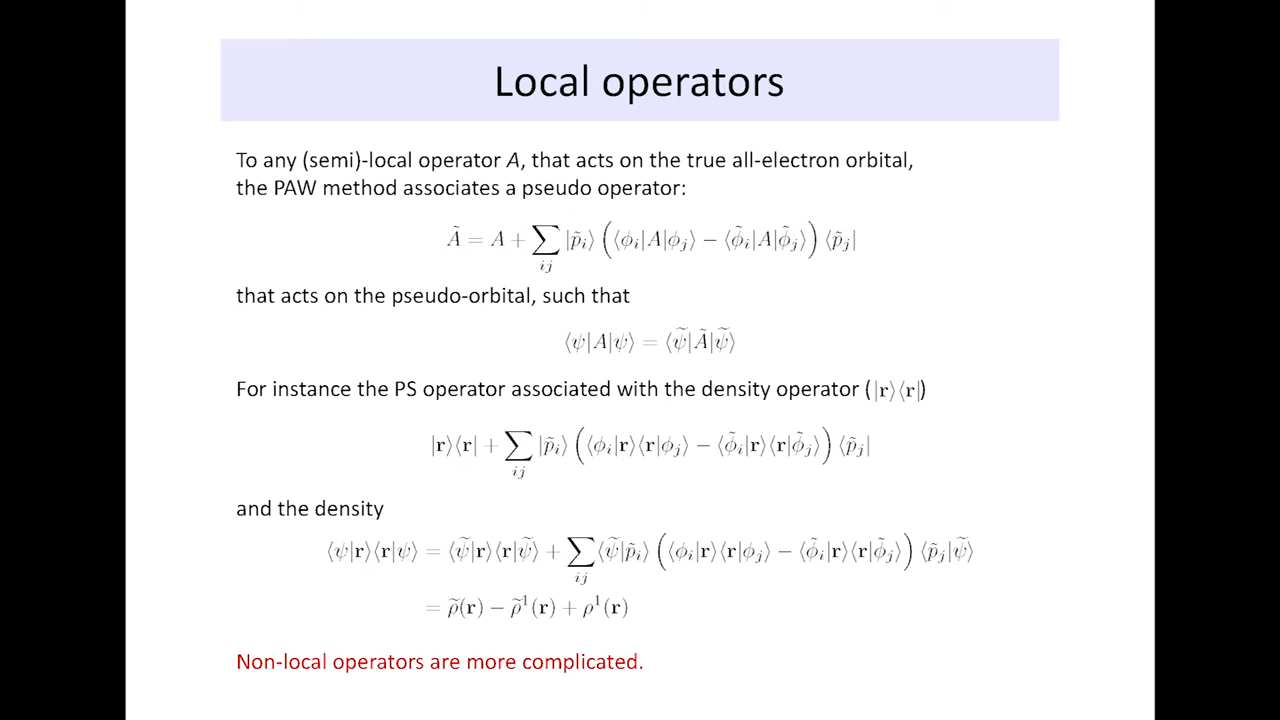 Local operators
To any (semi)-local operator A, that acts on the true all-electron orbital,
the PAW method associates a pseudo operator:
Ã = A + ∑_{ij} |p̃_i⟩ (⟨ϕ_i|A|ϕ_j⟩ − ⟨ϕ̃_i|A|ϕ̃_j⟩) ⟨p̃_j|
that acts on the pseudo-orbital, such that
⟨ψ|A|ψ⟩ = ⟨ψ̃|Ã|ψ̃⟩
For instance the PS operator associated with the density operator (|r⟩⟨r|)
|r⟩⟨r| + ∑_{ij} |p̃_i⟩ (⟨ϕ_i|r⟩⟨r|ϕ_j⟩ − ⟨ϕ̃_i|r⟩⟨r|ϕ̃_j⟩) ⟨p̃_j|
and the density
⟨ψ|r⟩⟨r|ψ⟩ = ⟨ψ̃|r⟩⟨r|ψ̃⟩ + ∑_{ij} ⟨ψ̃|p̃_i⟩ (⟨ϕ_i|r⟩⟨r|ϕ_j⟩ − ⟨ϕ̃_i|r⟩⟨r|ϕ̃_j⟩) ⟨p̃_j|ψ̃⟩
= ρ̃(r) − ρ̃¹(r) + ρ¹(r)
Non-local operators are more complicated.